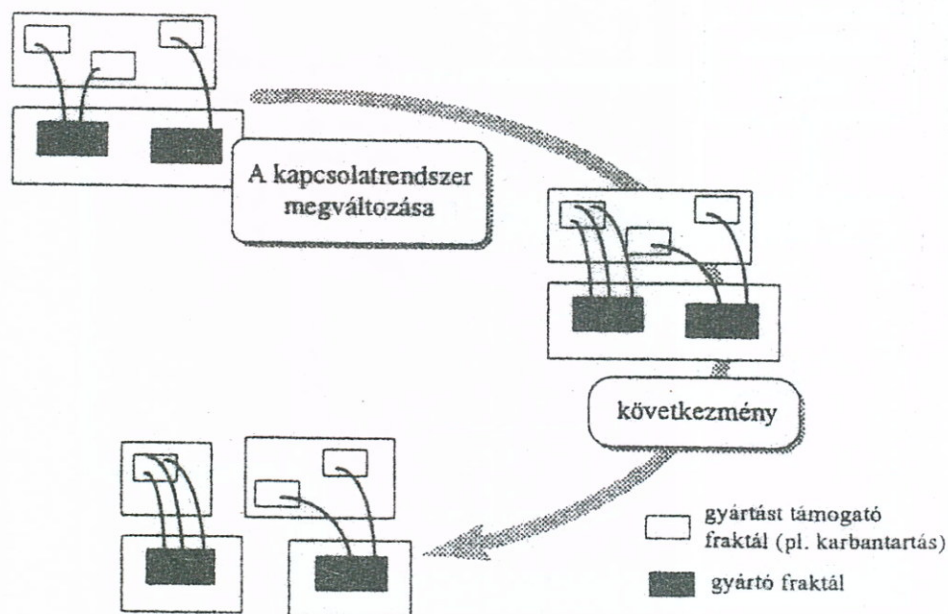 A kapcsolatrendszer
megváltozása
következmény
gyártást támogató
fraktál (pl. karbantartás)
gyártó fraktál